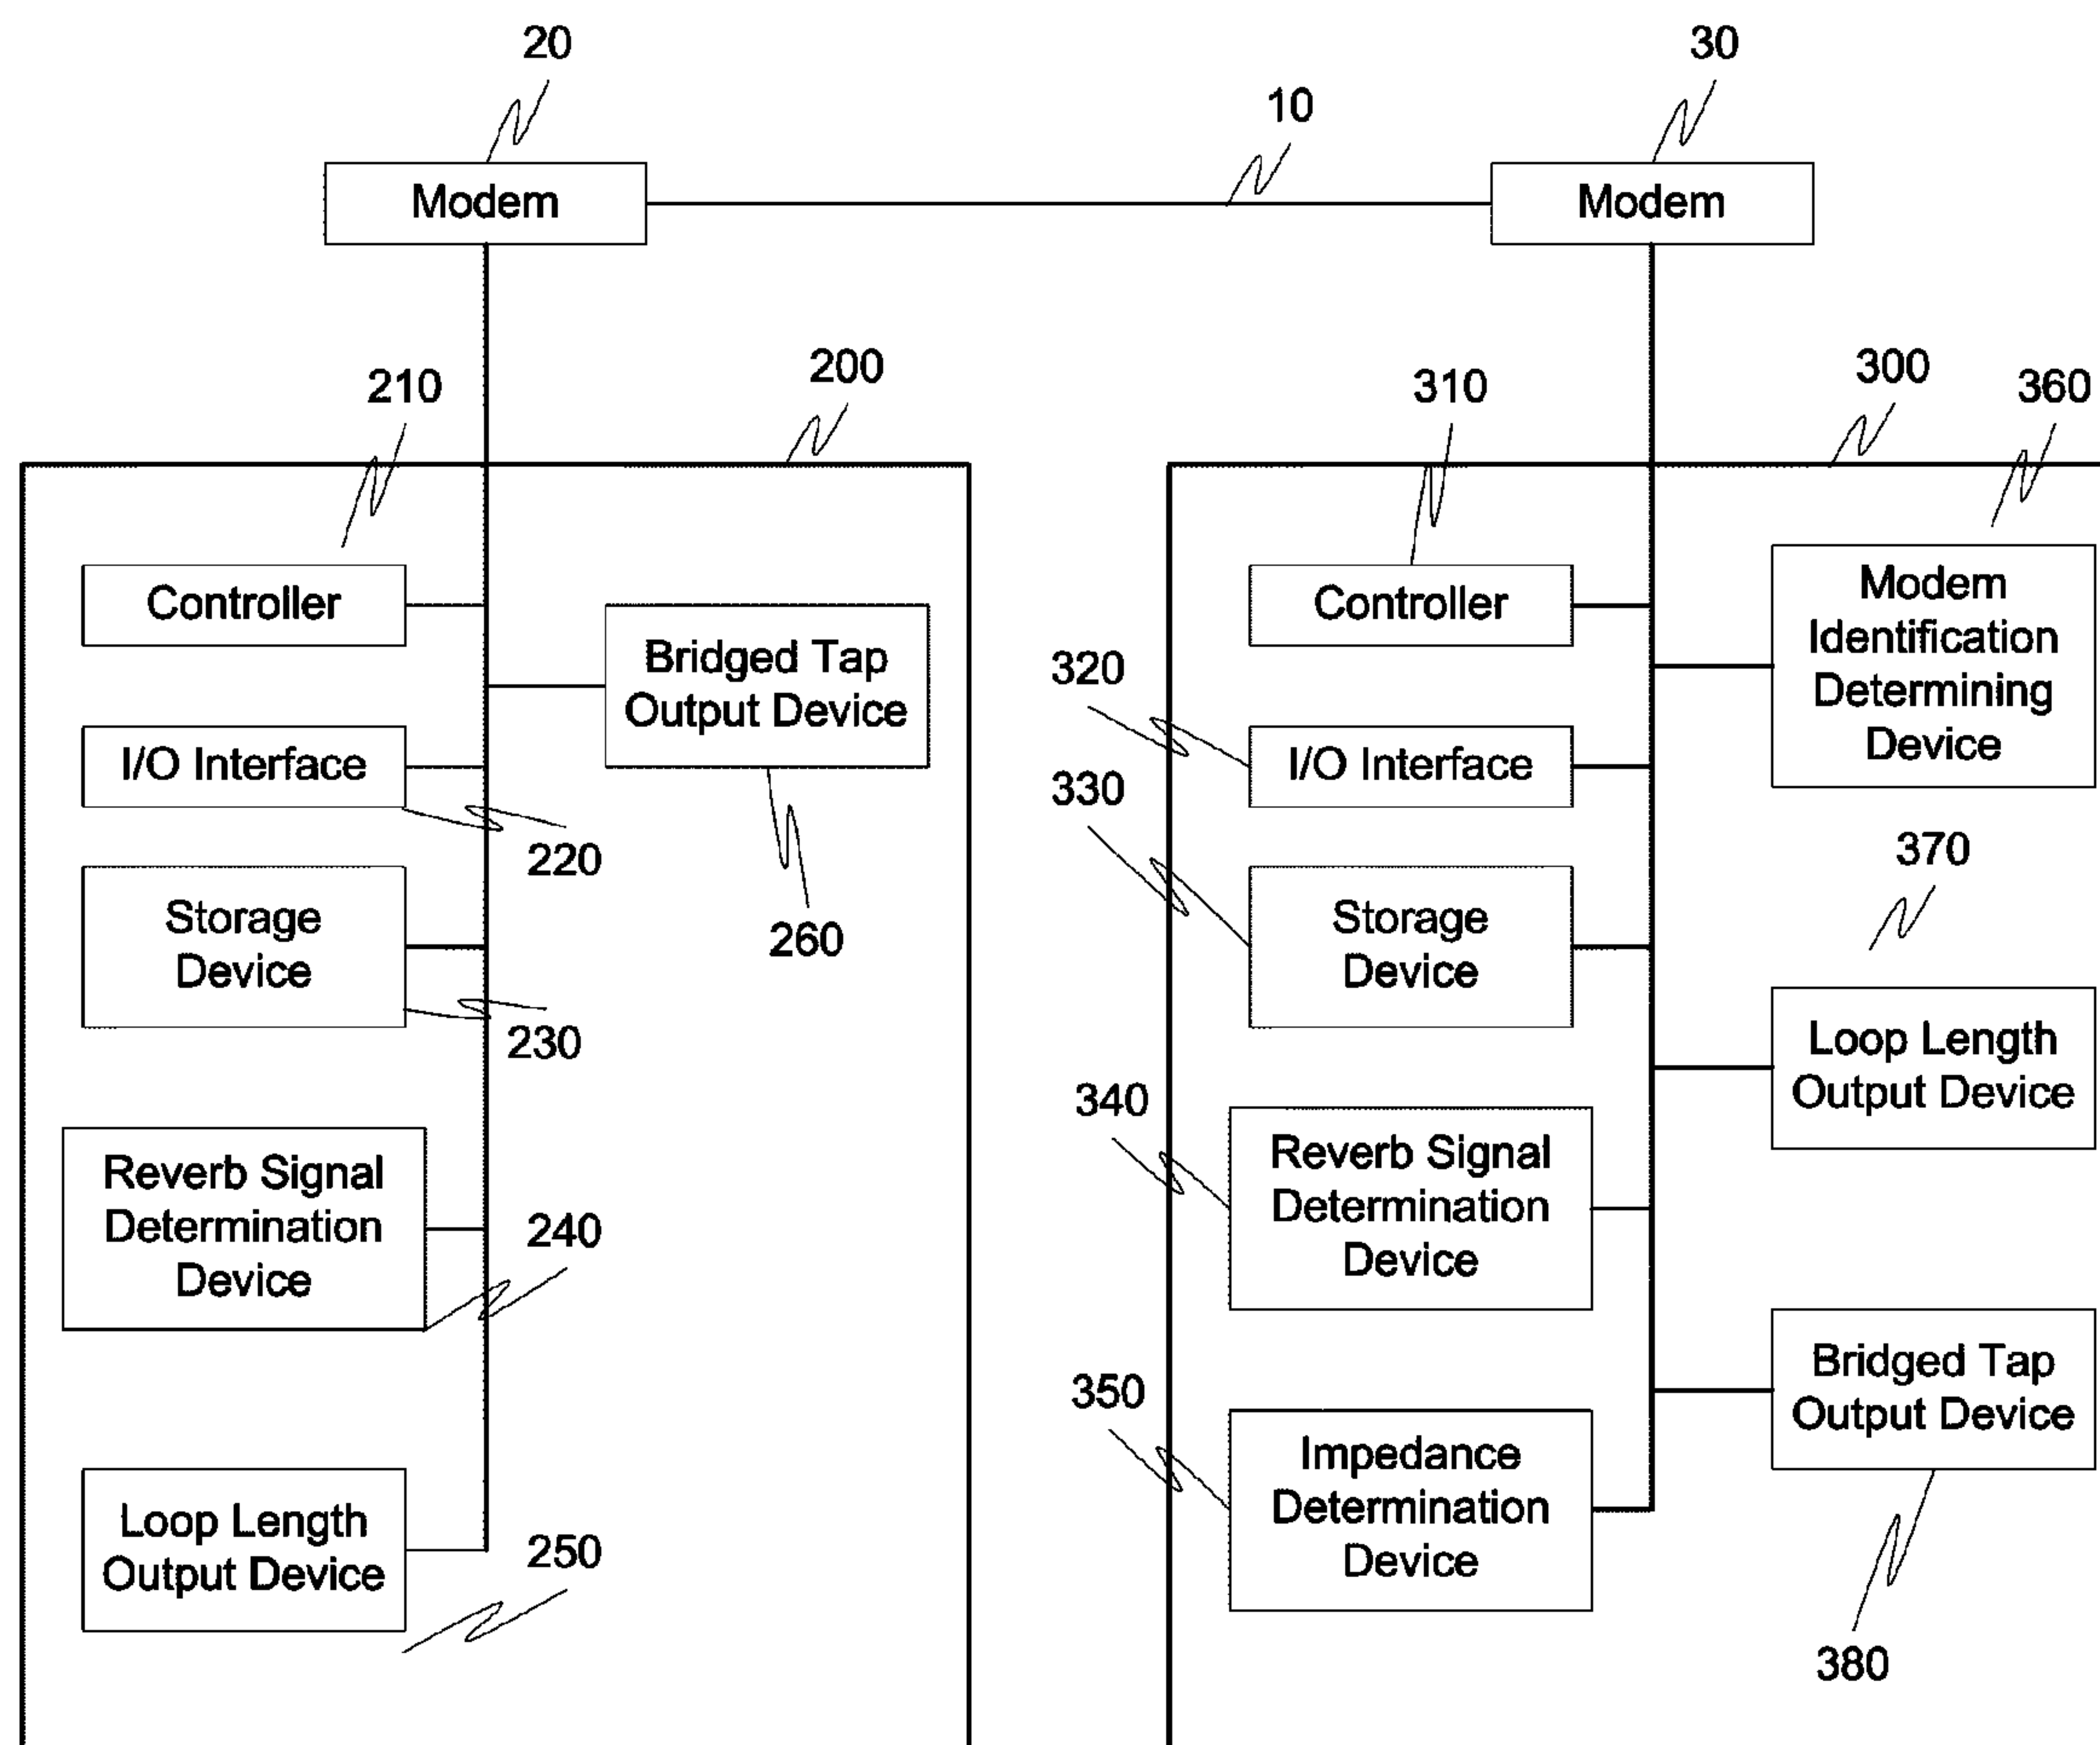 20
30
10
Modem
Modem
200
300
210
310
360
Controller
Bridged Tap
Output Device
I/O Interface
220
260
Storage
Device
230
Reverb Signal
Determination
Device
240
Loop Length
Output Device
250
Controller
Modem
Identification
Determining
Device
320
I/O Interface
330
Storage
Device
370
Loop Length
Output Device
340
Reverb Signal
Determination
Device
350
Impedance
Determination
Device
Bridged Tap
Output Device
380